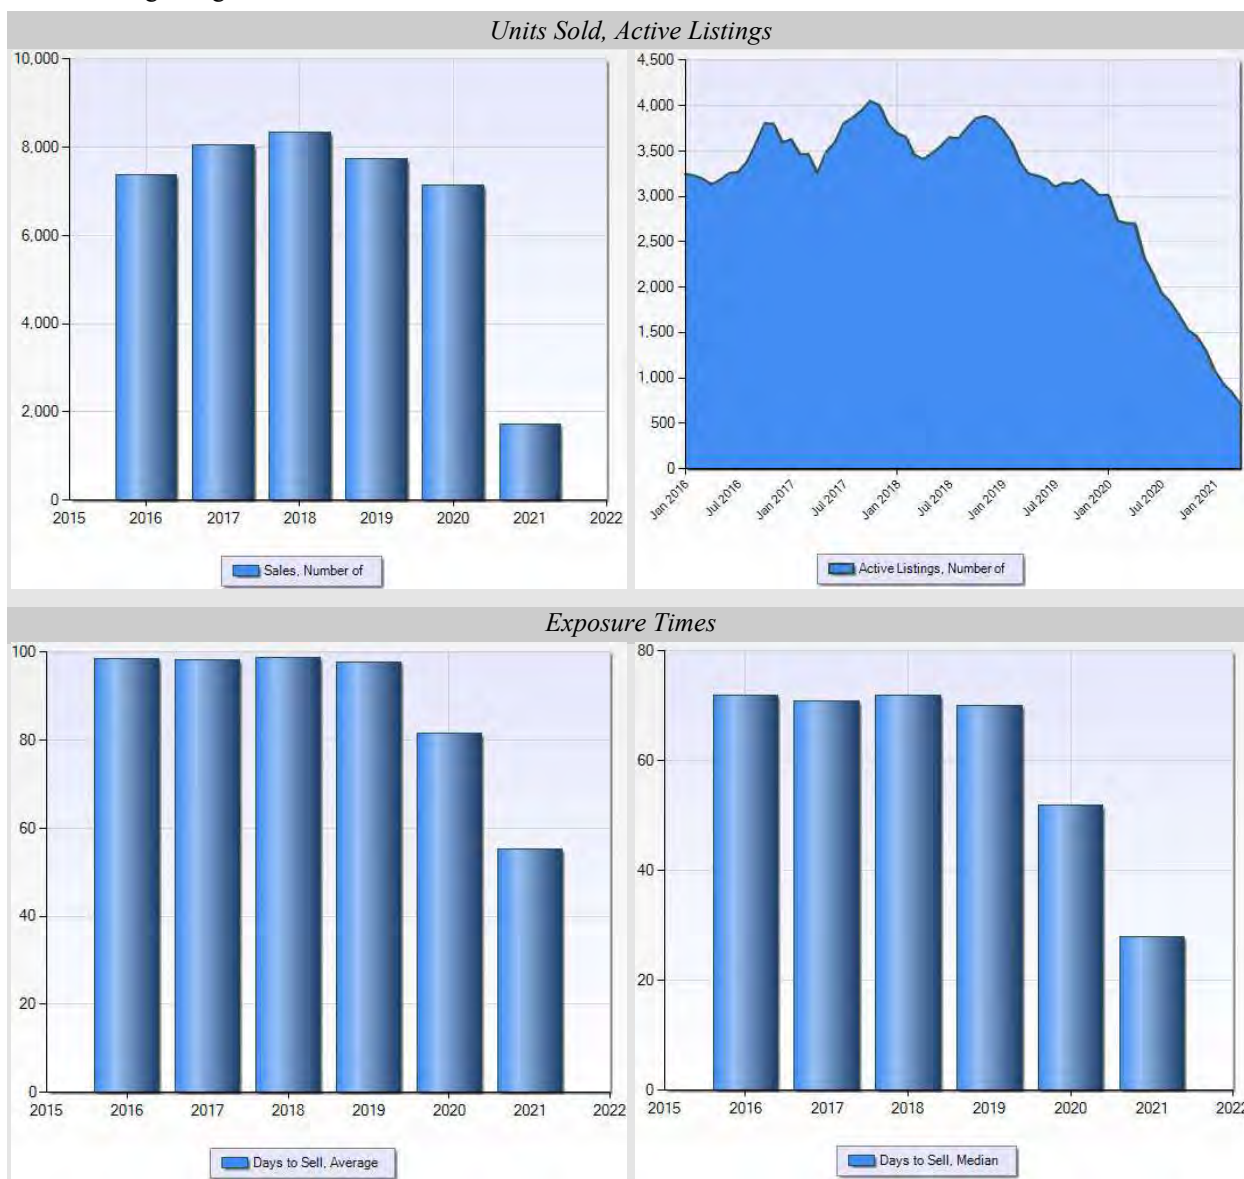 Units Sold, Active Listings
10,000
8,000
6,000
4,000
2,000
0
2015 2016 2017 2018 2019 2020 2021 2022
Sales, Number of
4,500
4,000
3,500
3,000
2,500
2,000
1,500
1,000
500
0
Jan 2016 Jul 2016 Jan 2017 Jul 2017 Jan 2018 Jul 2018 Jan 2019 Jul 2019 Jan 2020 Jul 2020 Jan 2021
Active Listings, Number of
Exposure Times
100
80
60
40
20
0
2015 2016 2017 2018 2019 2020 2021 2022
Days to Sell, Average
80
60
40
20
0
2015 2016 2017 2018 2019 2020 2021 2022
Days to Sell, Median